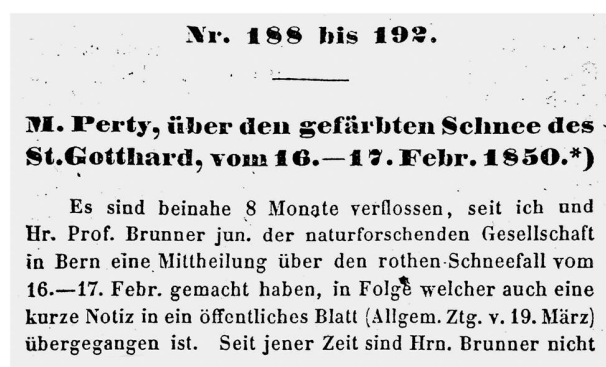 Nr. 188 bis 192.
M. Perty, über den gefärbten Schnee des
St.Gotthard, vom 16.—17. Febr. 1850.*)
Es sind beinahe 8 Monate verflossen, seit ich und
Hr. Prof. Brunner jun. der naturforschenden Gesellschaft
in Bern eine Mittheilung über den rothen Schneefall vom
16.—17. Febr. gemacht haben, in Folge welcher auch eine
kurze Notiz in ein öffentliches Blatt (Allgem. Ztg. v. 19. März)
übergegangen ist. Seit jener Zeit sind Hrn. Brunner nicht